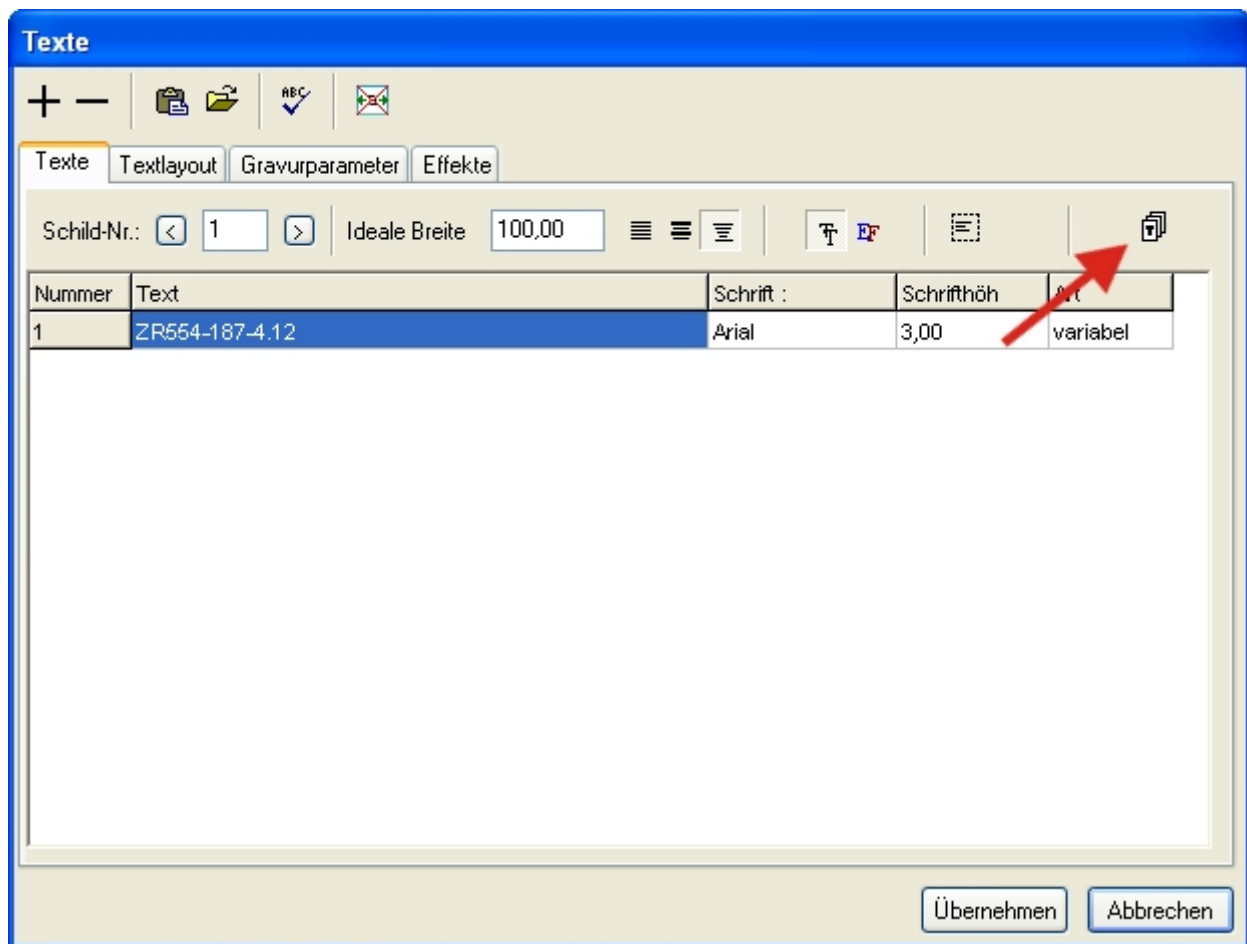 Texte
ABC
Texte Textlayout Gravurparameter Effekte
Schild-Nr.: < 1 > Ideale Breite 100,00
Nummer Text Schrift : Schrifthöh
1 ZR554-187-4.12 Arial 3,00 variabel
Übernehmen Abbrechen